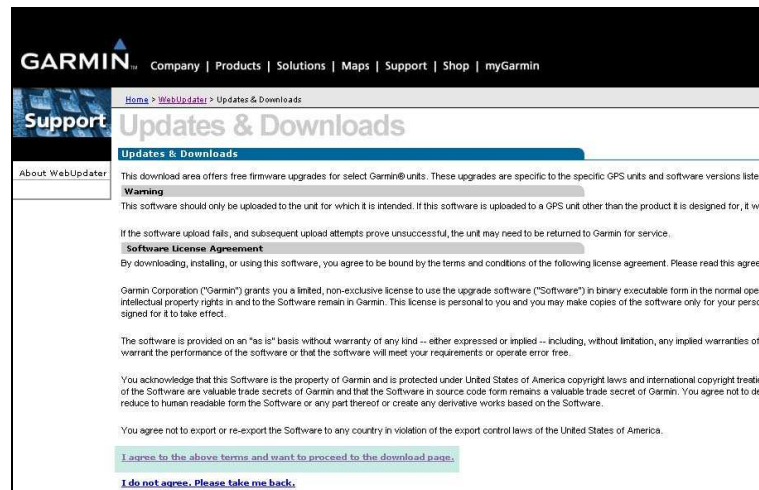 GARMIN™
Company | Products | Solutions | Maps | Support | Shop | myGarmin
Support
Home > WebUpdater > Updates & Downloads
Updates & Downloads
Updates & Downloads
About WebUpdater
This download area offers free firmware upgrades for select Garmin® units. These upgrades are specific to the specific GPS units and software versions liste
Warning
This software should only be uploaded to the unit for which it is intended. If this software is uploaded to a GPS unit other than the product it is designed for, it w
If the software upload fails, and subsequent upload attempts prove unsuccessful, the unit may need to be returned to Garmin for service.
Software License Agreement
By downloading, installing, or using this software, you agree to be bound by the terms and conditions of the following license agreement. Please read this agree
Garmin Corporation ("Garmin") grants you a limited, non-exclusive license to use the upgrade software ("Software") in binary executable form in the normal ope
intellectual property rights in and to the Software remain in Garmin. This license is personal to you and you may make copies of the software only for your perso
signed for it to take effect.
The software is provided on an "as is" basis without warranty of any kind -- either expressed or implied -- including, without limitation, any implied warranties of
warrant the performance of the software or that the software will meet your requirements or operate error free.
You acknowledge that this Software is the property of Garmin and is protected under United States of America copyright laws and international copyright treati
of the Software are valuable trade secrets of Garmin and that the Software in source code form remains a valuable trade secret of Garmin. You agree not to de
reduce to human readable form the Software or any part thereof or create any derivative works based on the Software.
You agree not to export or re-export the Software to any country in violation of the export control laws of the United States of America.
I agree to the above terms and want to proceed to the download page.
I do not agree. Please take me back.